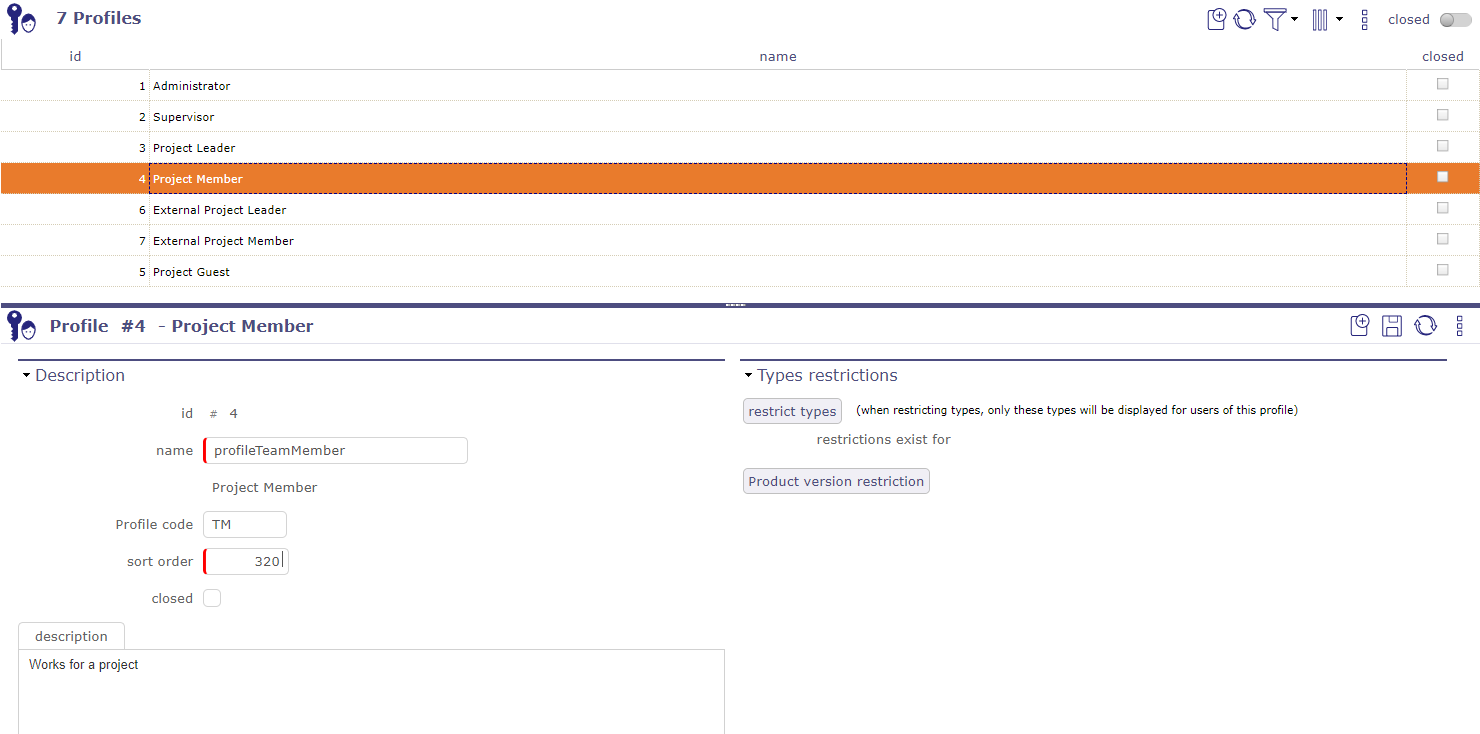 7 Profiles
closed
id name closed
1 Administrator
2 Supervisor
3 Project Leader
4 Project Member
6 External Project Leader
7 External Project Member
5 Project Guest
Profile #4 - Project Member
Description
id # 4
name profileTeamMember
Project Member
Profile code TM
sort order 320
closed
description
Works for a project
Types restrictions
restrict types (when restricting types, only these types will be displayed for users of this profile)
restrictions exist for
Product version restriction